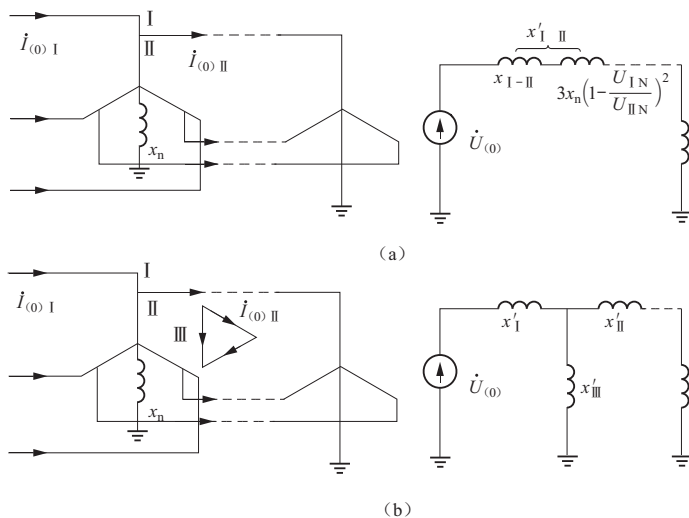 I
İ(0) I
II
İ(0) II
xn
x′I II
xI−II
3xn(1−UIN/UIIN)²
U̇(0)
(a)
I
İ(0) I
II
III
İ(0) II
xn
x′I
x′II
x′III
U̇(0)
(b)